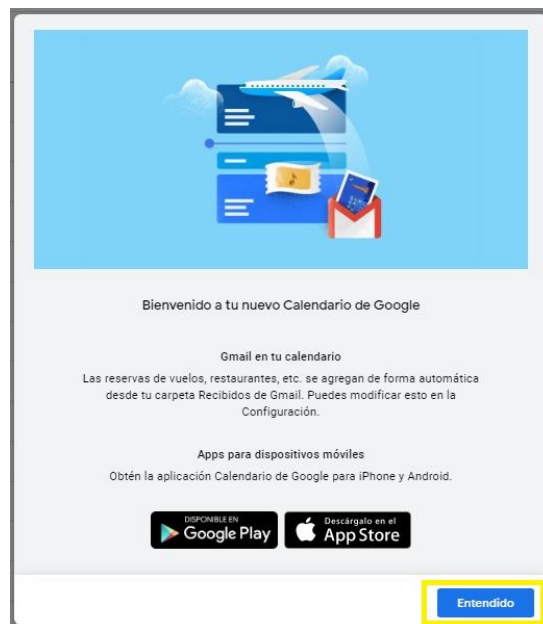 Bienvenido a tu nuevo Calendario de Google
Gmail en tu calendario
Las reservas de vuelos, restaurantes, etc. se agregan de forma automática
desde tu carpeta Recibidos de Gmail. Puedes modificar esto en la
Configuración.
Apps para dispositivos móviles
Obtén la aplicación Calendario de Google para iPhone y Android.
DISPONIBLE EN
Google Play
Descárgalo en el
App Store
Entendido